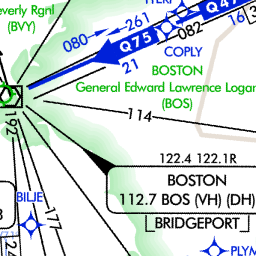 everly Rgnl
(BVY)
080
261
Q75
21
082
16
COPLY
BOSTON
General Edward Lawrence Logan
(BOS)
192
114
122.4 122.1R
BOSTON
112.7 BOS (VH) (DH)
BRIDGEPORT
BILJE
177
24
PLYM